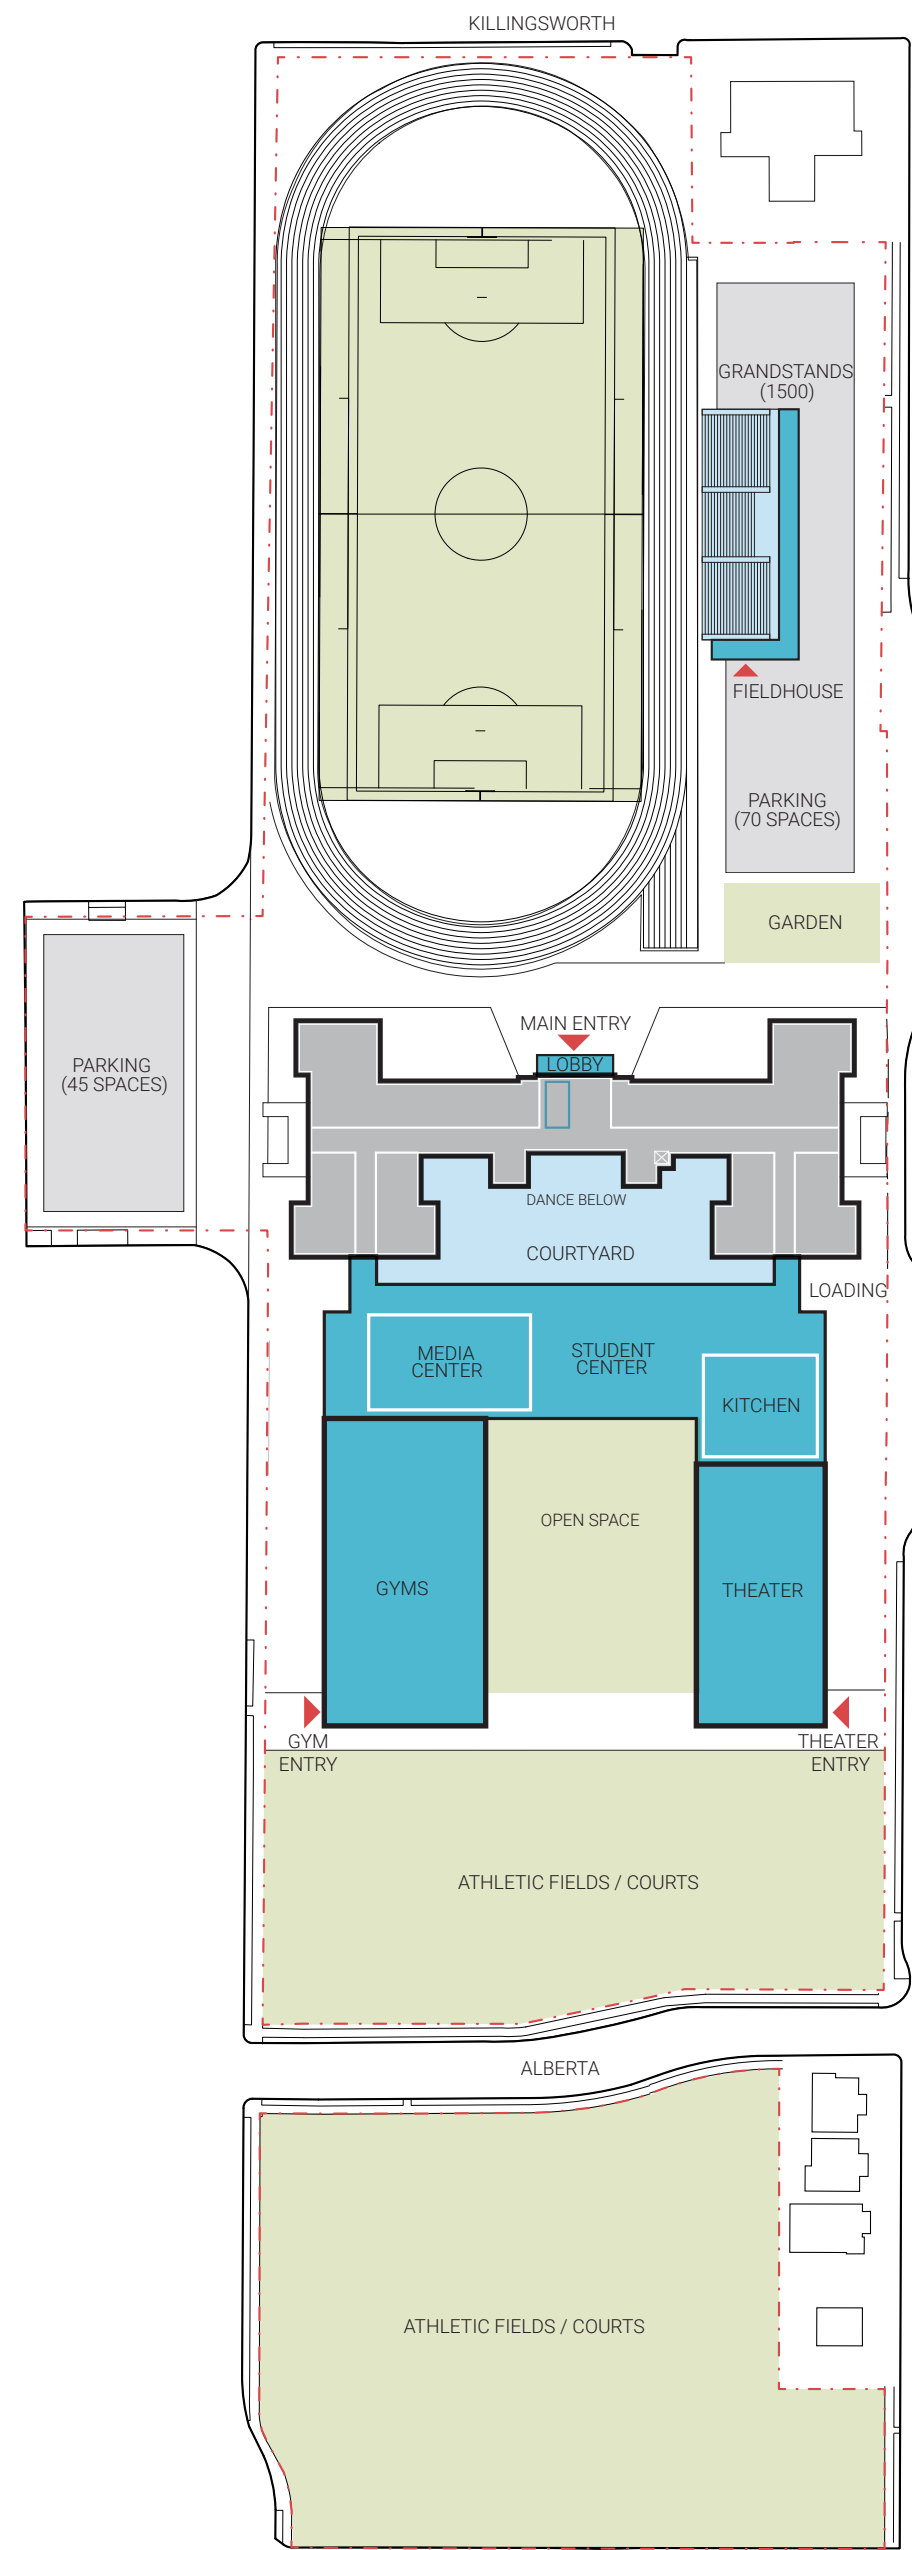 KILLINGSWORTH
GRANDSTANDS
(1500)
FIELDHOUSE
PARKING
(70 SPACES)
GARDEN
MAIN ENTRY
LOBBY
PARKING
(45 SPACES)
DANCE BELOW
COURTYARD
LOADING
MEDIA
CENTER
STUDENT
CENTER
KITCHEN
OPEN SPACE
GYMS
THEATER
GYM
ENTRY
THEATER
ENTRY
ATHLETIC FIELDS / COURTS
ALBERTA
ATHLETIC FIELDS / COURTS